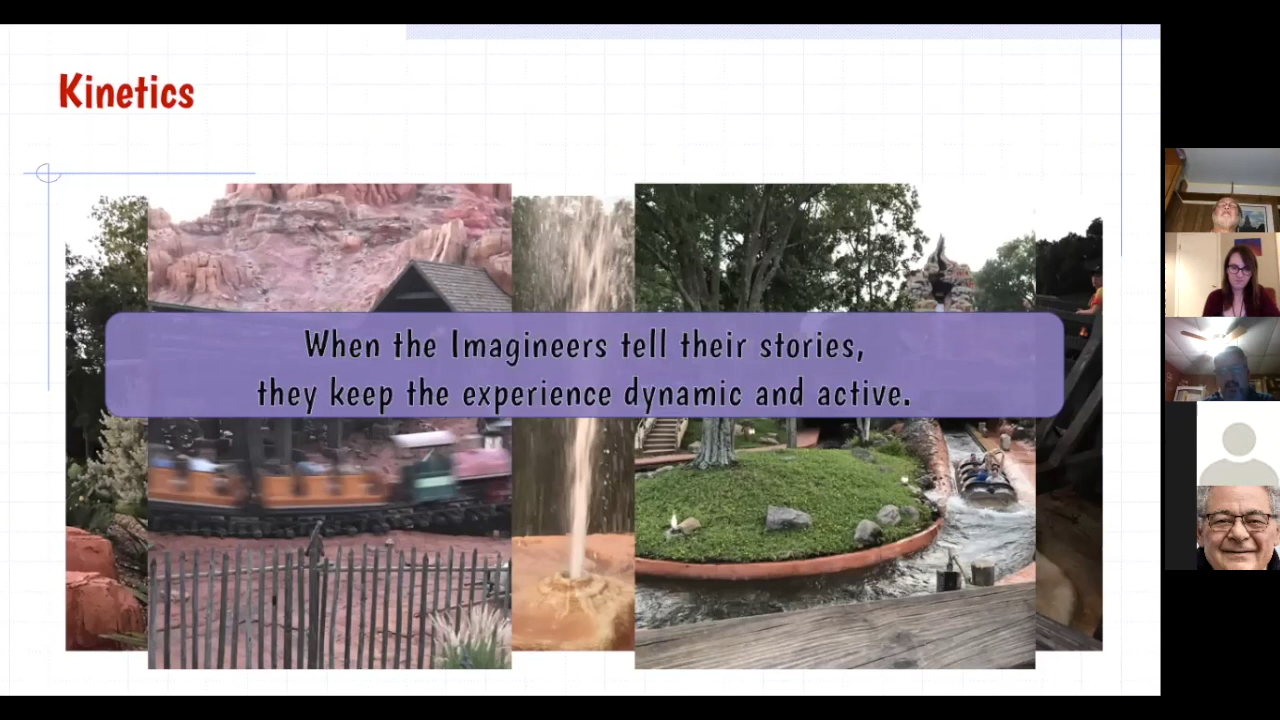 Kinetics
When the Imagineers tell their stories,
they keep the experience dynamic and active.